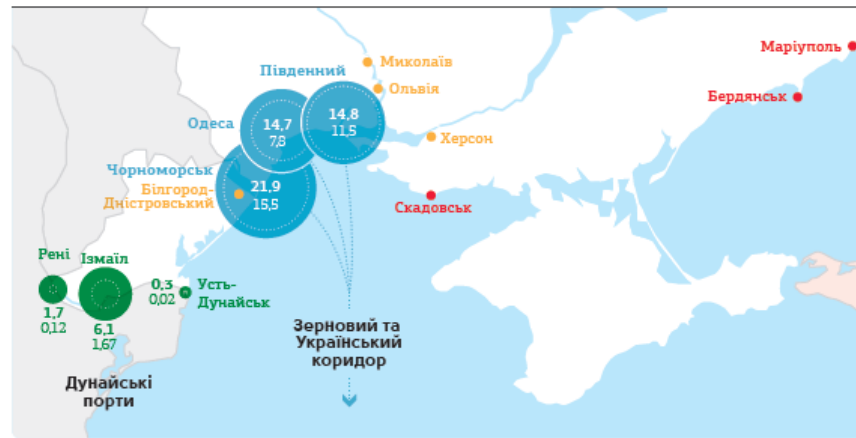 Маріуполь
Миколаїв
Південний
Ольвія
Бердянськ
Одеса
14,7
7,8
14,8
11,5
Херсон
Чорноморськ
Білгород-
Дністровський
21,9
15,5
Скадовськ
Рені
Ізмаїл
0,3
0,02
Усть-
Дунайськ
1,7
0,12
6,1
1,67
Зерновий та
Український
коридор
Дунайські
порти